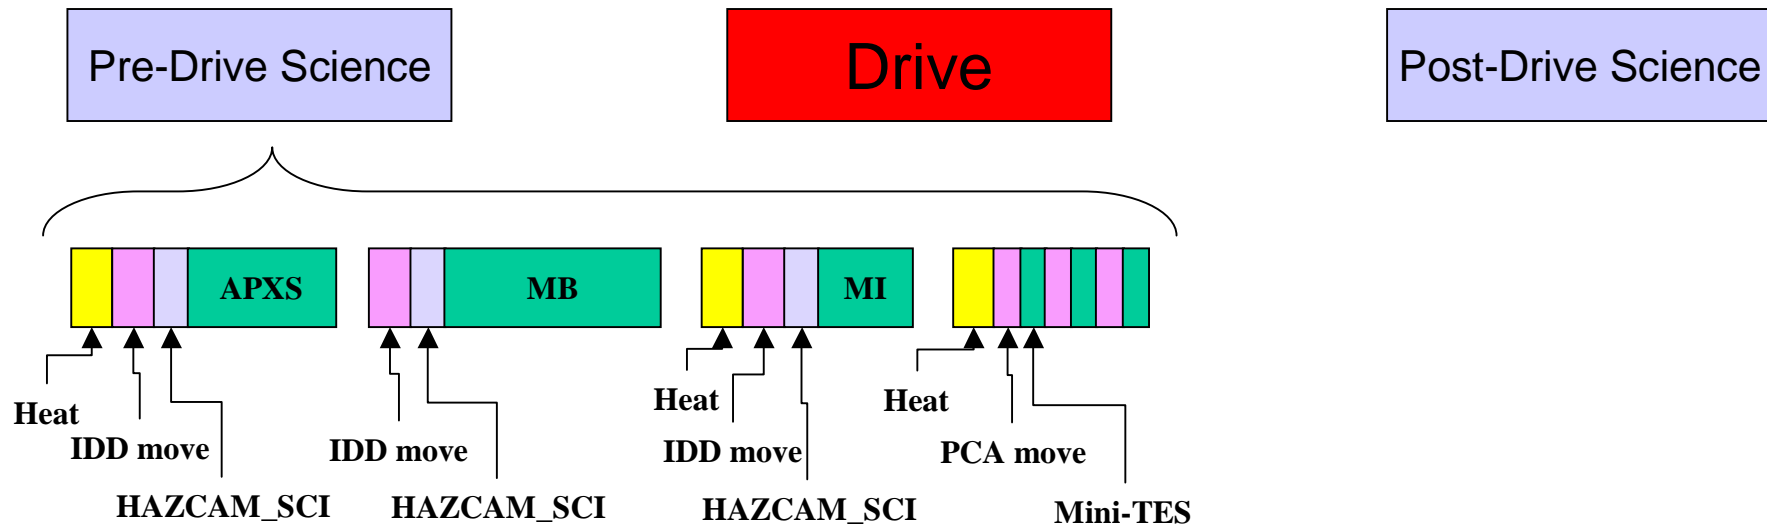 Pre-Drive Science
Drive
Post-Drive Science
APXS
MB
MI
Heat
IDD move
HAZCAM_SCI
IDD move
HAZCAM_SCI
Heat
IDD move
HAZCAM_SCI
Heat
PCA move
Mini-TES